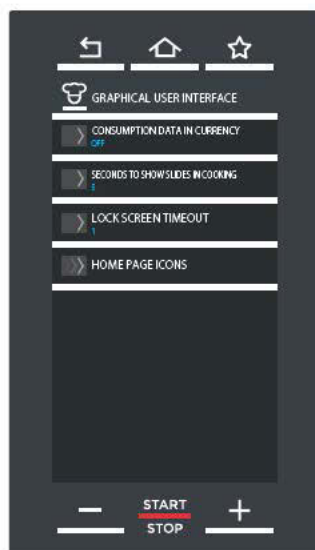 GRAPHICAL USER INTERFACE
CONSUMPTION DATA IN CURRENCY
OFF
SECONDS TO SHOW SLIDES IN COOKING
LOCK SCREEN TIMEOUT
1
HOME PAGE ICONS
START
STOP